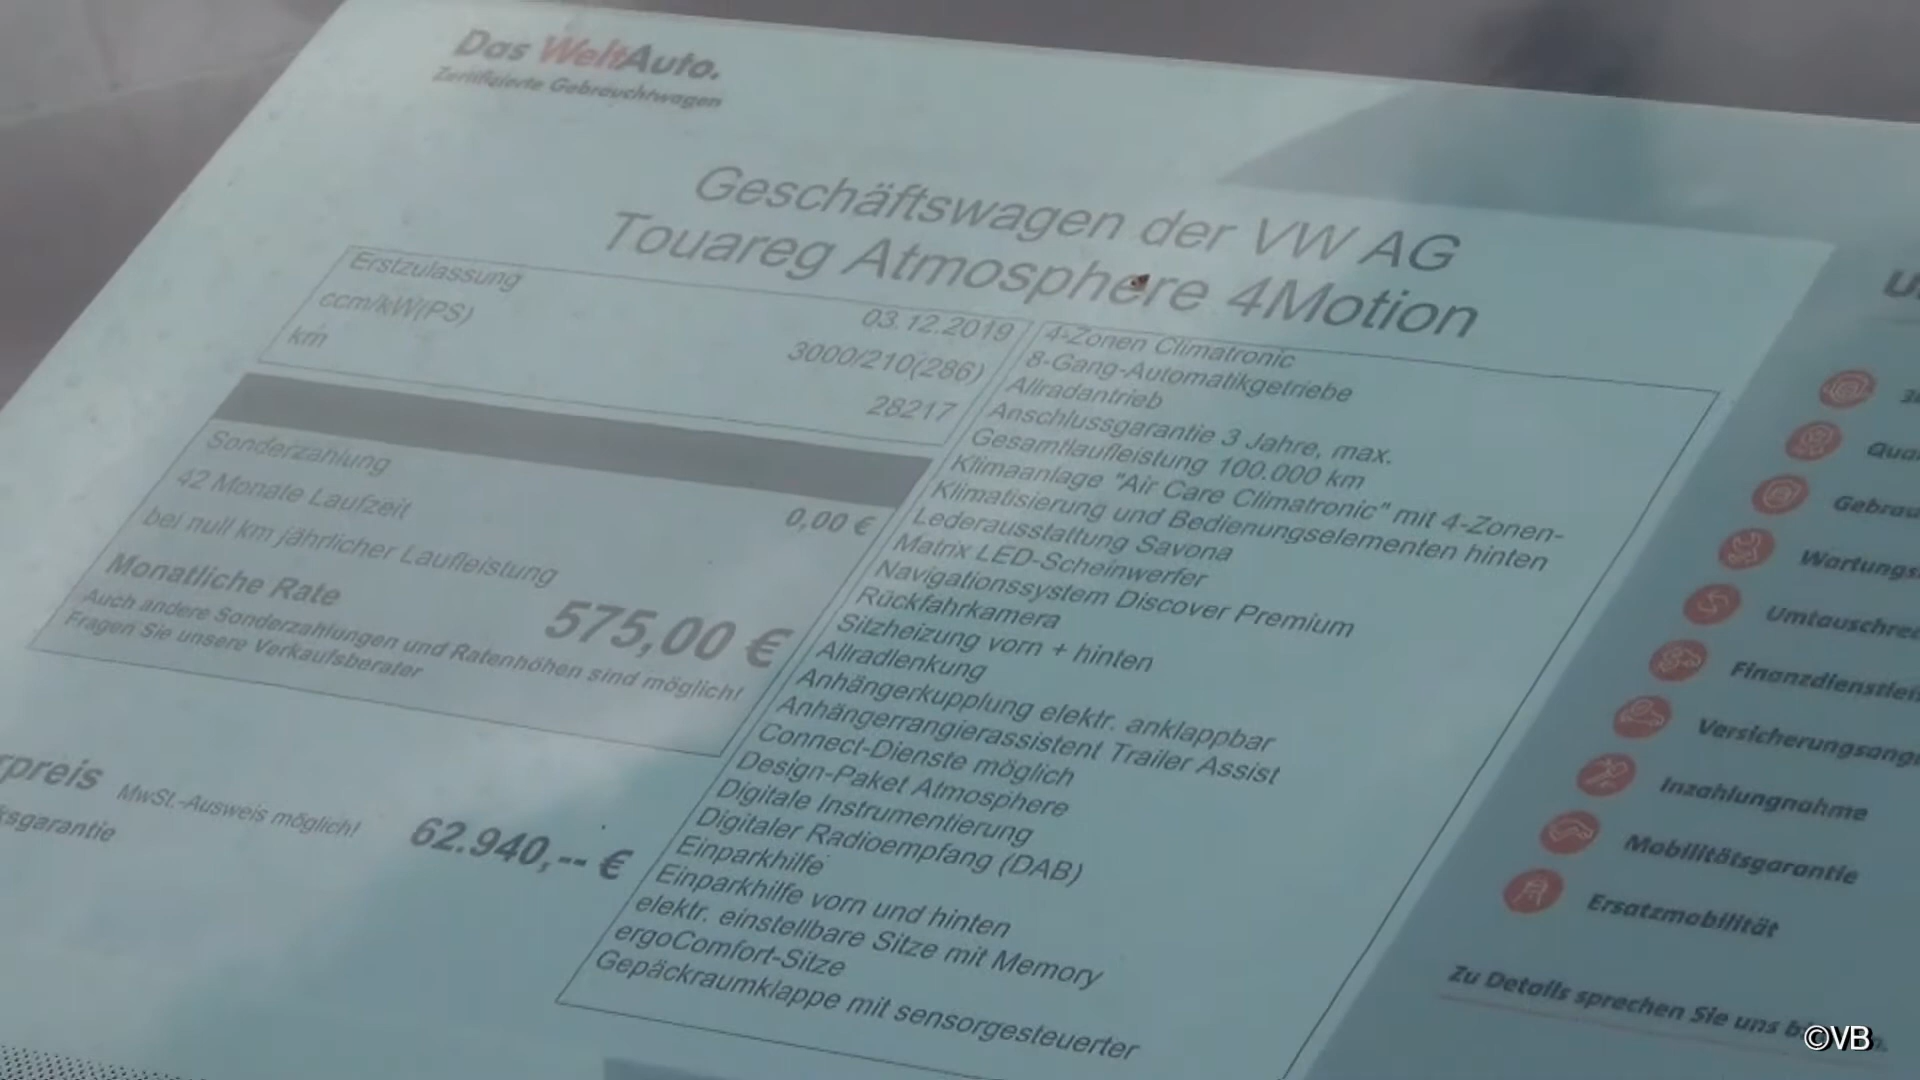 Das WeltAuto.
Zertifizierte Gebrauchtwagen
Geschäftswagen der VW AG
Touareg Atmosphere 4Motion
Erstzulassung 03.12.2019
ccm/kW(PS) 3000/210(286)
km 28217
Sonderzahlung 0,00 €
42 Monate Laufzeit
bei null km jährlicher Laufleistung
Monatliche Rate 575,00 €
Auch andere Sonderzahlungen und Ratenhöhen sind möglich!
Fragen Sie unsere Verkaufsberater
rpreis MwSt.-Ausweis möglich! 62.940,-- €
ksgarantie
4-Zonen Climatronic
8-Gang-Automatikgetriebe
Allradantrieb
Anschlussgarantie 3 Jahre, max.
Gesamtlaufleistung 100.000 km
Klimaanlage "Air Care Climatronic" mit 4-Zonen-
Klimatisierung und Bedienungselementen hinten
Lederausstattung Savona
Matrix LED-Scheinwerfer
Navigationssystem Discover Premium
Rückfahrkamera
Sitzheizung vorn + hinten
Allradlenkung
Anhängerkupplung elektr. anklappbar
Anhängerrangierassistent Trailer Assist
Connect-Dienste möglich
Design-Paket Atmosphere
Digitale Instrumentierung
Digitaler Radioempfang (DAB)
Einparkhilfe
Einparkhilfe vorn und hinten
elektr. einstellbare Sitze mit Memory
ergoComfort-Sitze
Gepäckraumklappe mit sensorgesteuerter
Qua
Gebrau
Wartungs
Umtauschre
Finanzdienstleis
Versicherungsang
Inzahlungnahme
Mobilitätsgarantie
Ersatzmobilität
Zu Details sprechen Sie uns
©VB